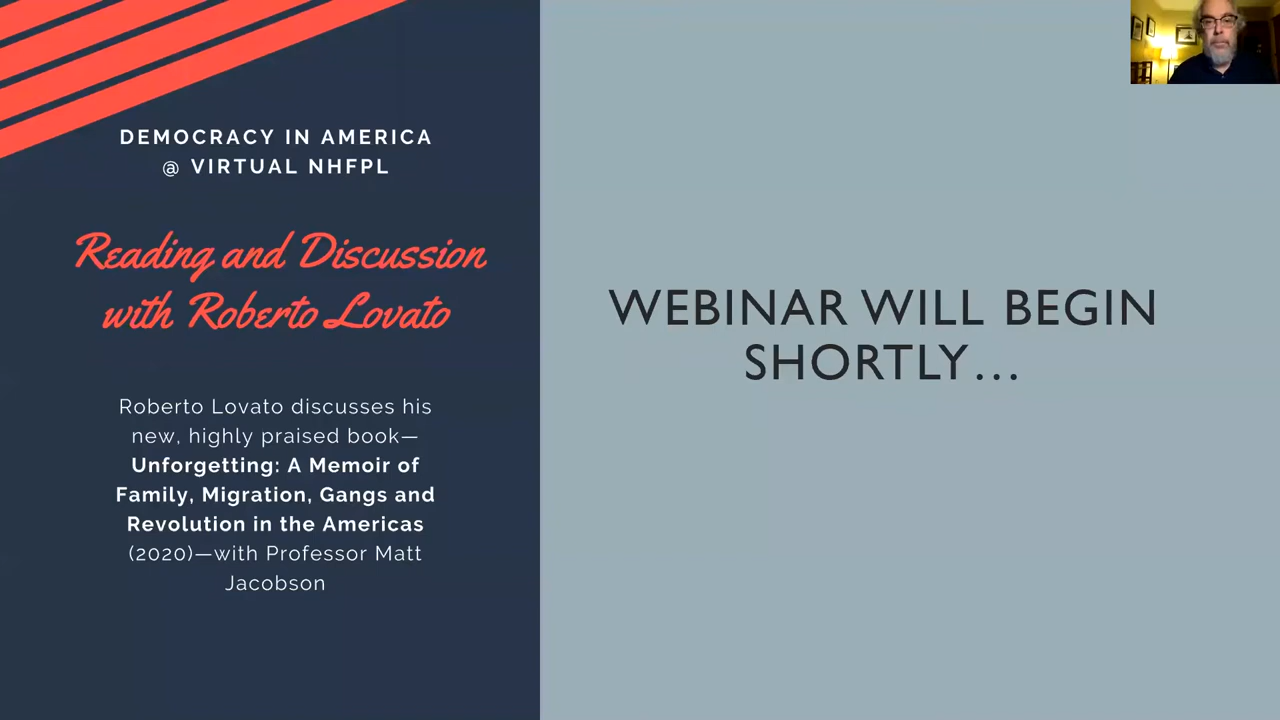 DEMOCRACY IN AMERICA
@ VIRTUAL NHFPL
Reading and Discussion
with Roberto Lovato
Roberto Lovato discusses his
new, highly praised book—
Unforgetting: A Memoir of
Family, Migration, Gangs and
Revolution in the Americas
(2020)—with Professor Matt
Jacobson
WEBINAR WILL BEGIN
SHORTLY...